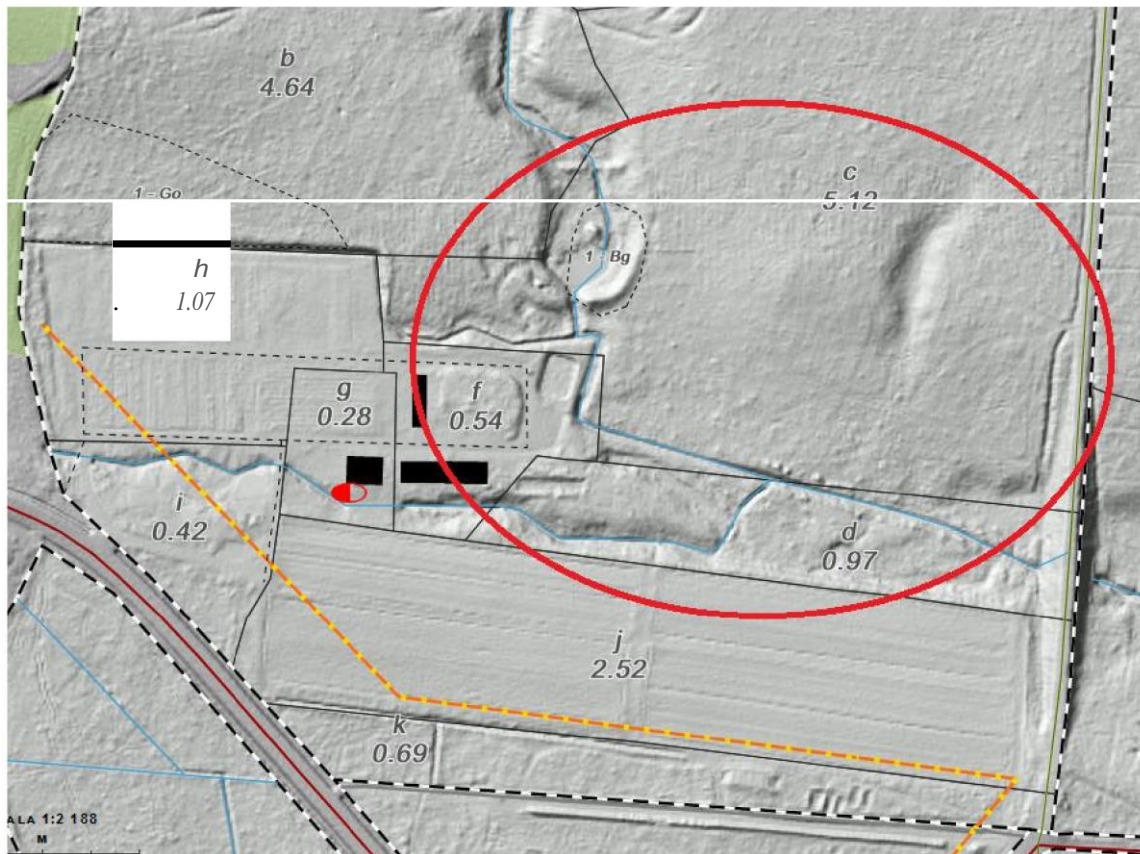 b
4.64
c
5.12
1 - Go
1 - Bg
h
. 1.07
g
0.28
f
0.54
i
0.42
d
0.97
j
2.52
k
0.69
ALA 1:2 188
M